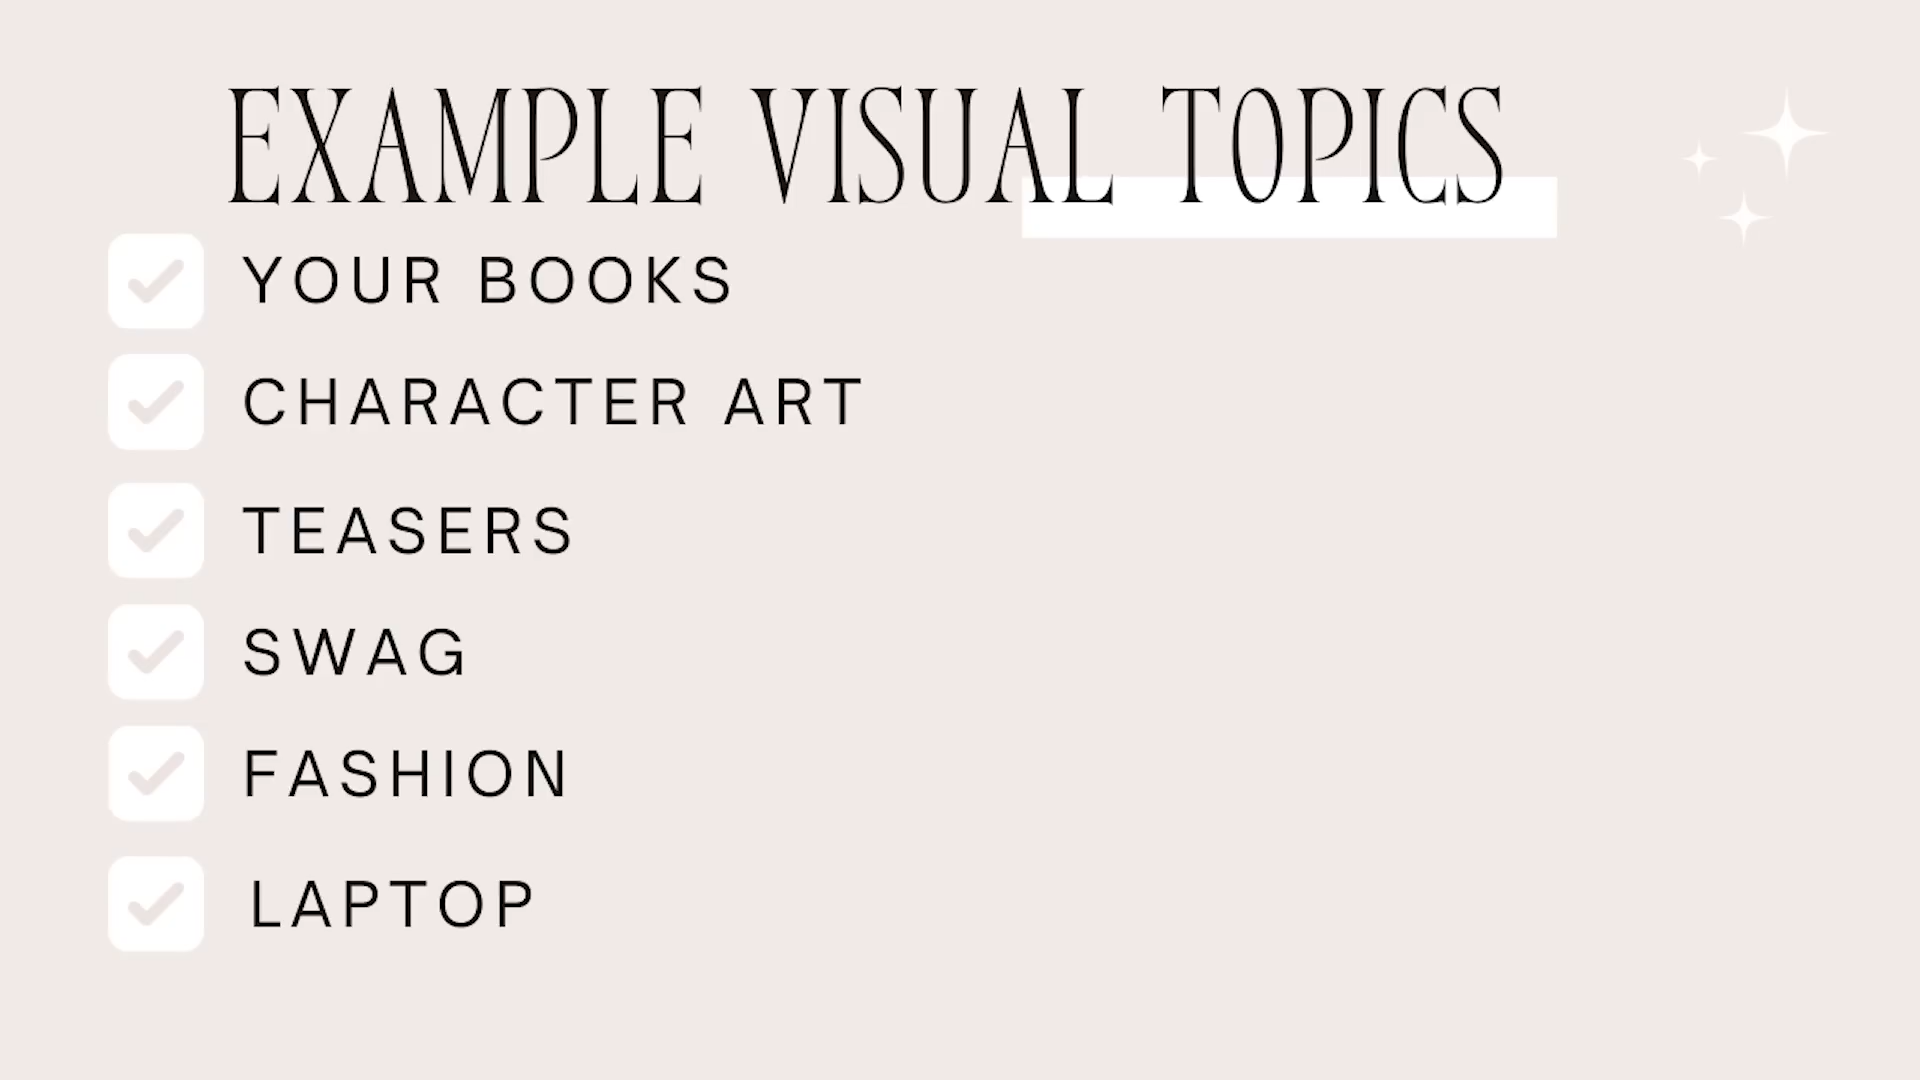 EXAMPLE VISUAL TOPICS
YOUR BOOKS
CHARACTER ART
TEASERS
SWAG
FASHION
LAPTOP